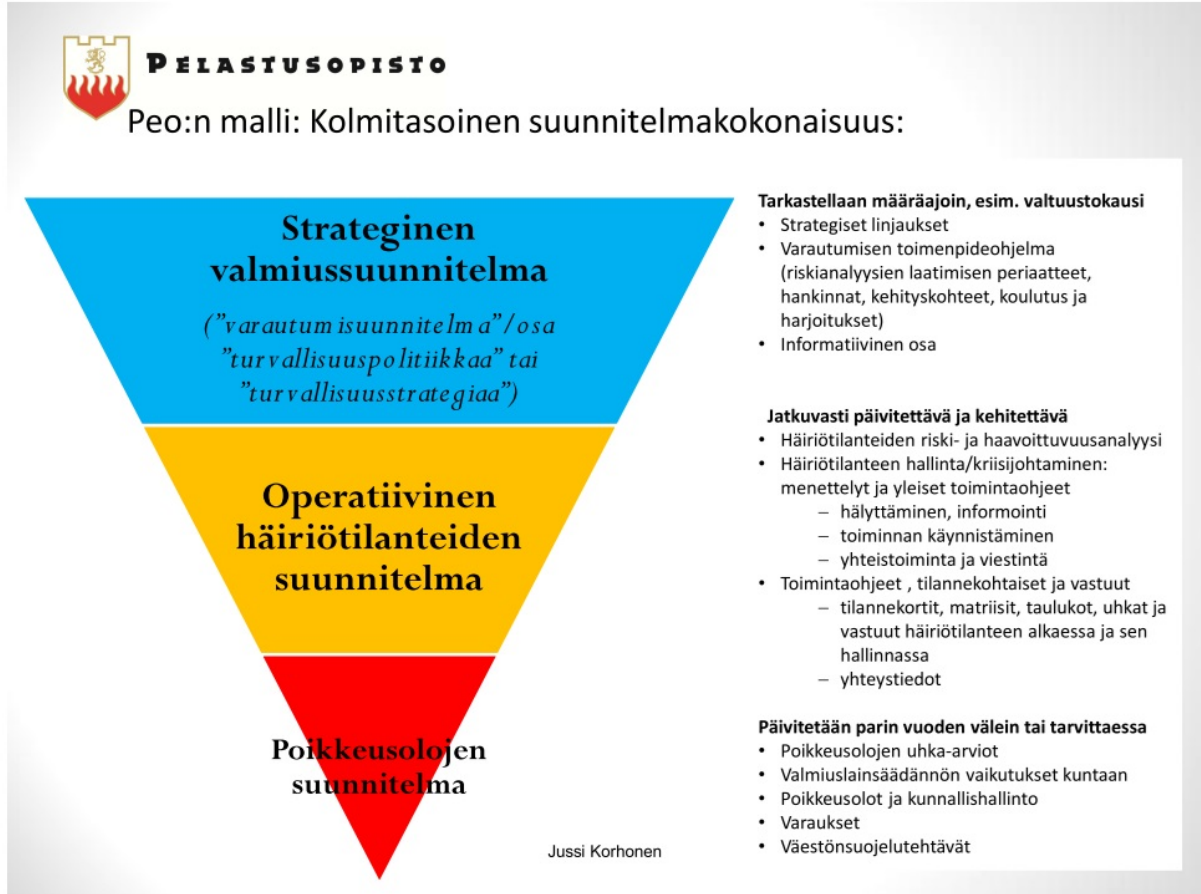 PELASTUSOPISTO
Peo:n malli: Kolmitasoinen suunnitelmakokonaisuus:
Strateginen
valmiussuunnitelma
("varautumisuunnitelma"/osa
"turvallisuuspolitiikkaa" tai
"turvallisuusstrategiaa")
Operatiivinen
häiriötilanteiden
suunnitelma
Poikkeusolojen
suunnitelma
Tarkastellaan määräajoin, esim. valtuustokausi
• Strategiset linjaukset
• Varautumisen toimenpideohjelma
(riskianalyysien laatimisen periaatteet,
hankinnat, kehityskohteet, koulutus ja
harjoitukset)
• Informatiivinen osa
Jatkuvasti päivitettävä ja kehitettävä
• Häiriötilanteiden riski- ja haavoittuvuusanalyysi
• Häiriötilanteen hallinta/kriisijohtaminen:
menettelyt ja yleiset toimintaohjeet
– hälyttäminen, informointi
– toiminnan käynnistäminen
– yhteistoiminta ja viestintä
• Toimintaohjeet , tilannekohtaiset ja vastuut
– tilannekortit, matriisit, taulukot, uhkat ja
vastuut häiriötilanteen alkaessa ja sen
hallinnassa
– yhteystiedot
Päivitetään parin vuoden välein tai tarvittaessa
• Poikkeusolojen uhka-arviot
• Valmiuslainsäädännön vaikutukset kuntaan
• Poikkeusolot ja kunnallishallinto
• Varaukset
• Väestönsuojelutehtävät
Jussi Korhonen